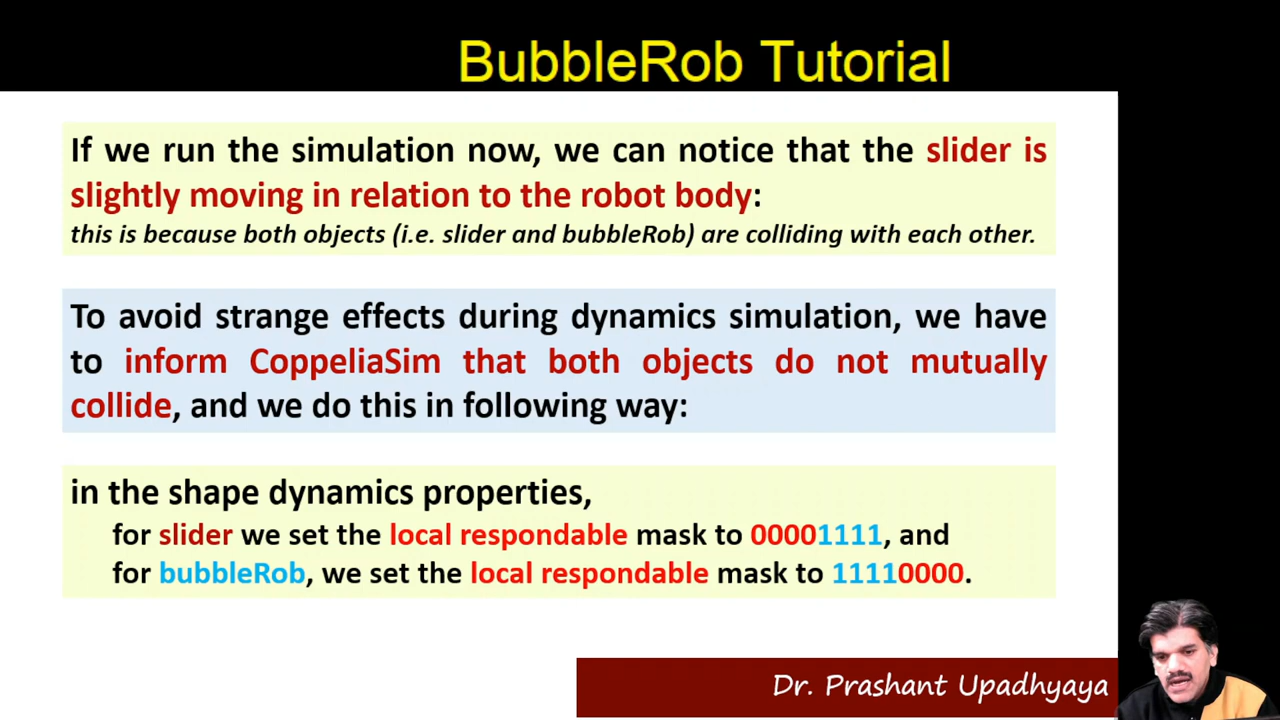 BubbleRob Tutorial
If we run the simulation now, we can notice that the slider is
slightly moving in relation to the robot body:
this is because both objects (i.e. slider and bubbleRob) are colliding with each other.
To avoid strange effects during dynamics simulation, we have
to inform CoppeliaSim that both objects do not mutually
collide, and we do this in following way:
in the shape dynamics properties,
for slider we set the local respondable mask to 00001111, and
for bubbleRob, we set the local respondable mask to 11110000.
Dr. Prashant Upadhyaya